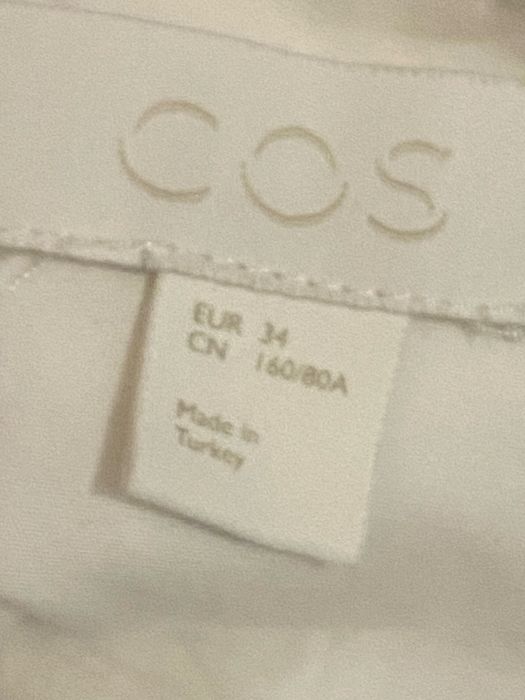 COS
EUR 34
CN 160/80A
Made in
Turkey